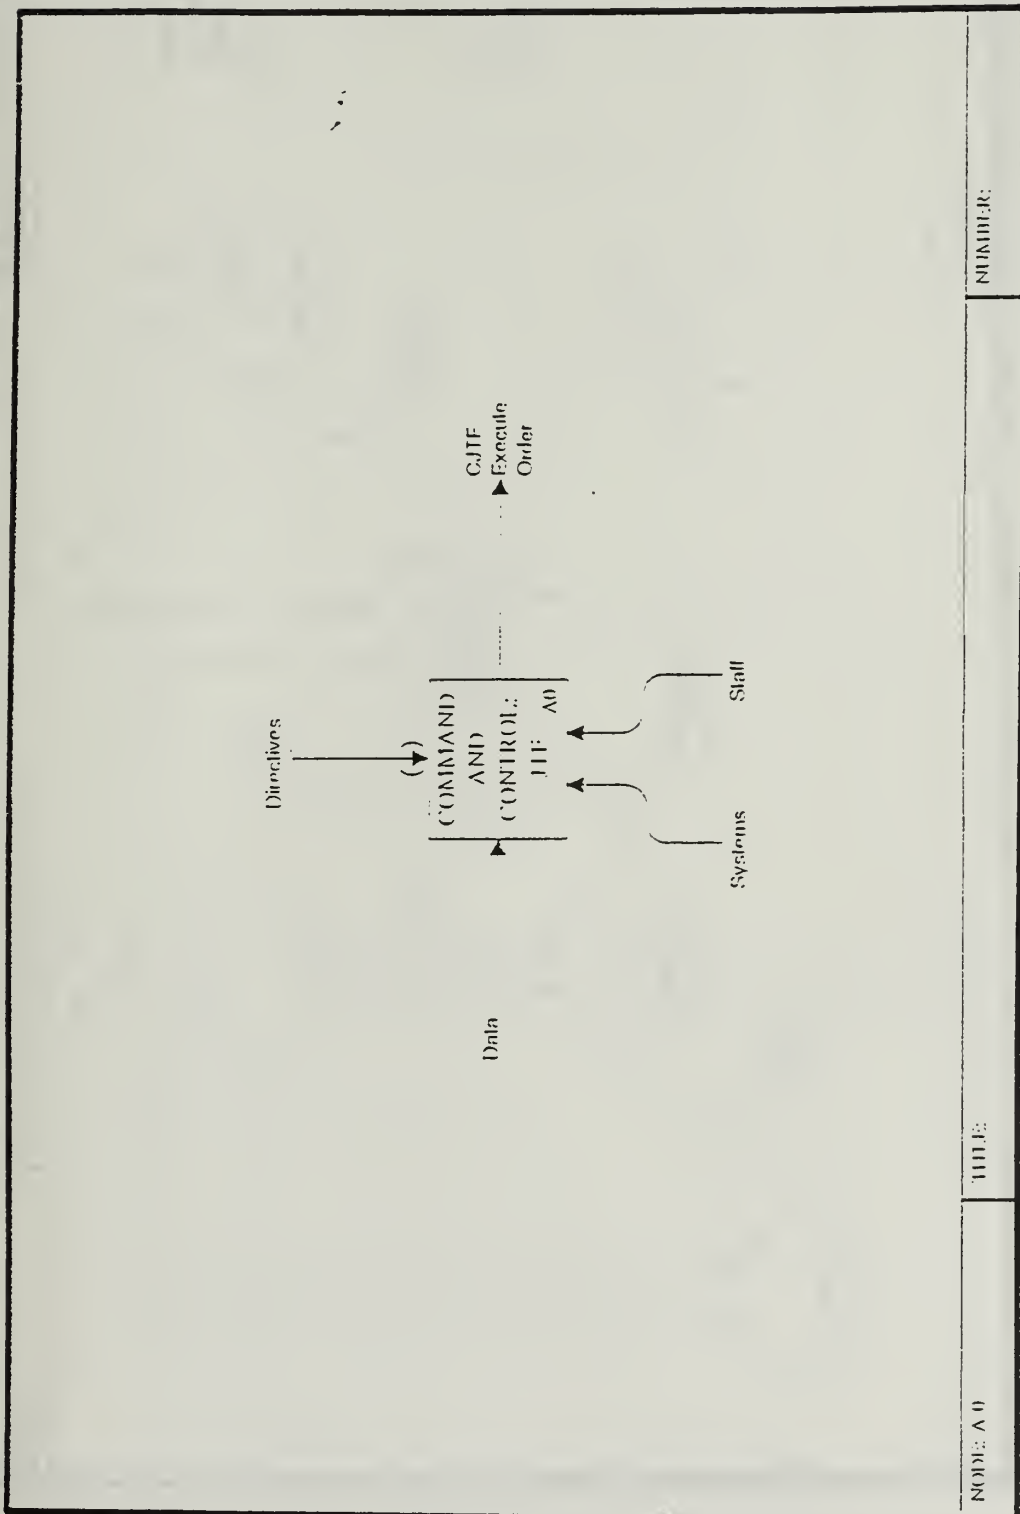 Directives
( )
COMMAND
AND
CONTROL:
JTF
A0
Data
CJTF
Execute
Order
Systems
Staff
NODE: A-0
TITLE:
NUMBER: